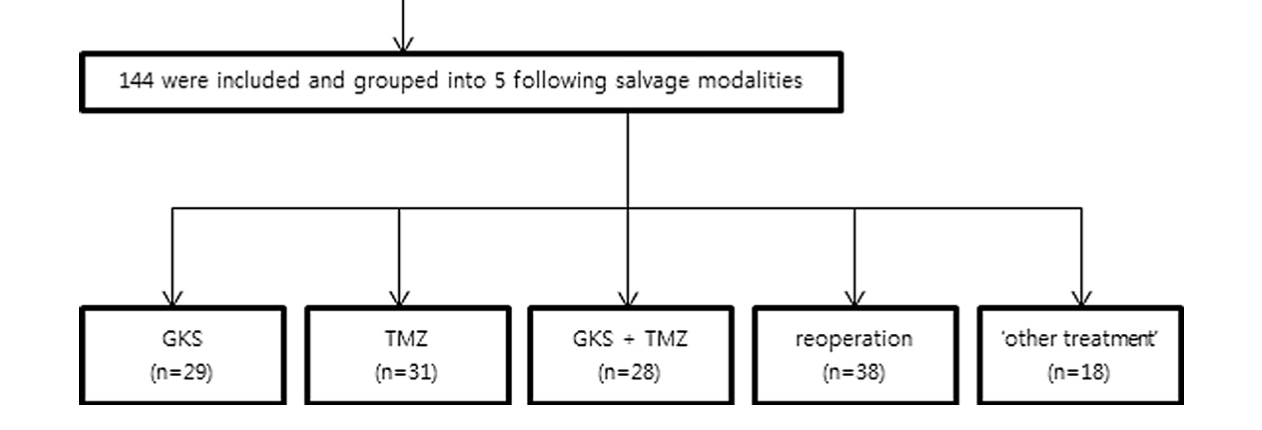 144 were included and grouped into 5 following salvage modalities
GKS
(n=29)
TMZ
(n=31)
GKS + TMZ
(n=28)
reoperation
(n=38)
'other treatment'
(n=18)